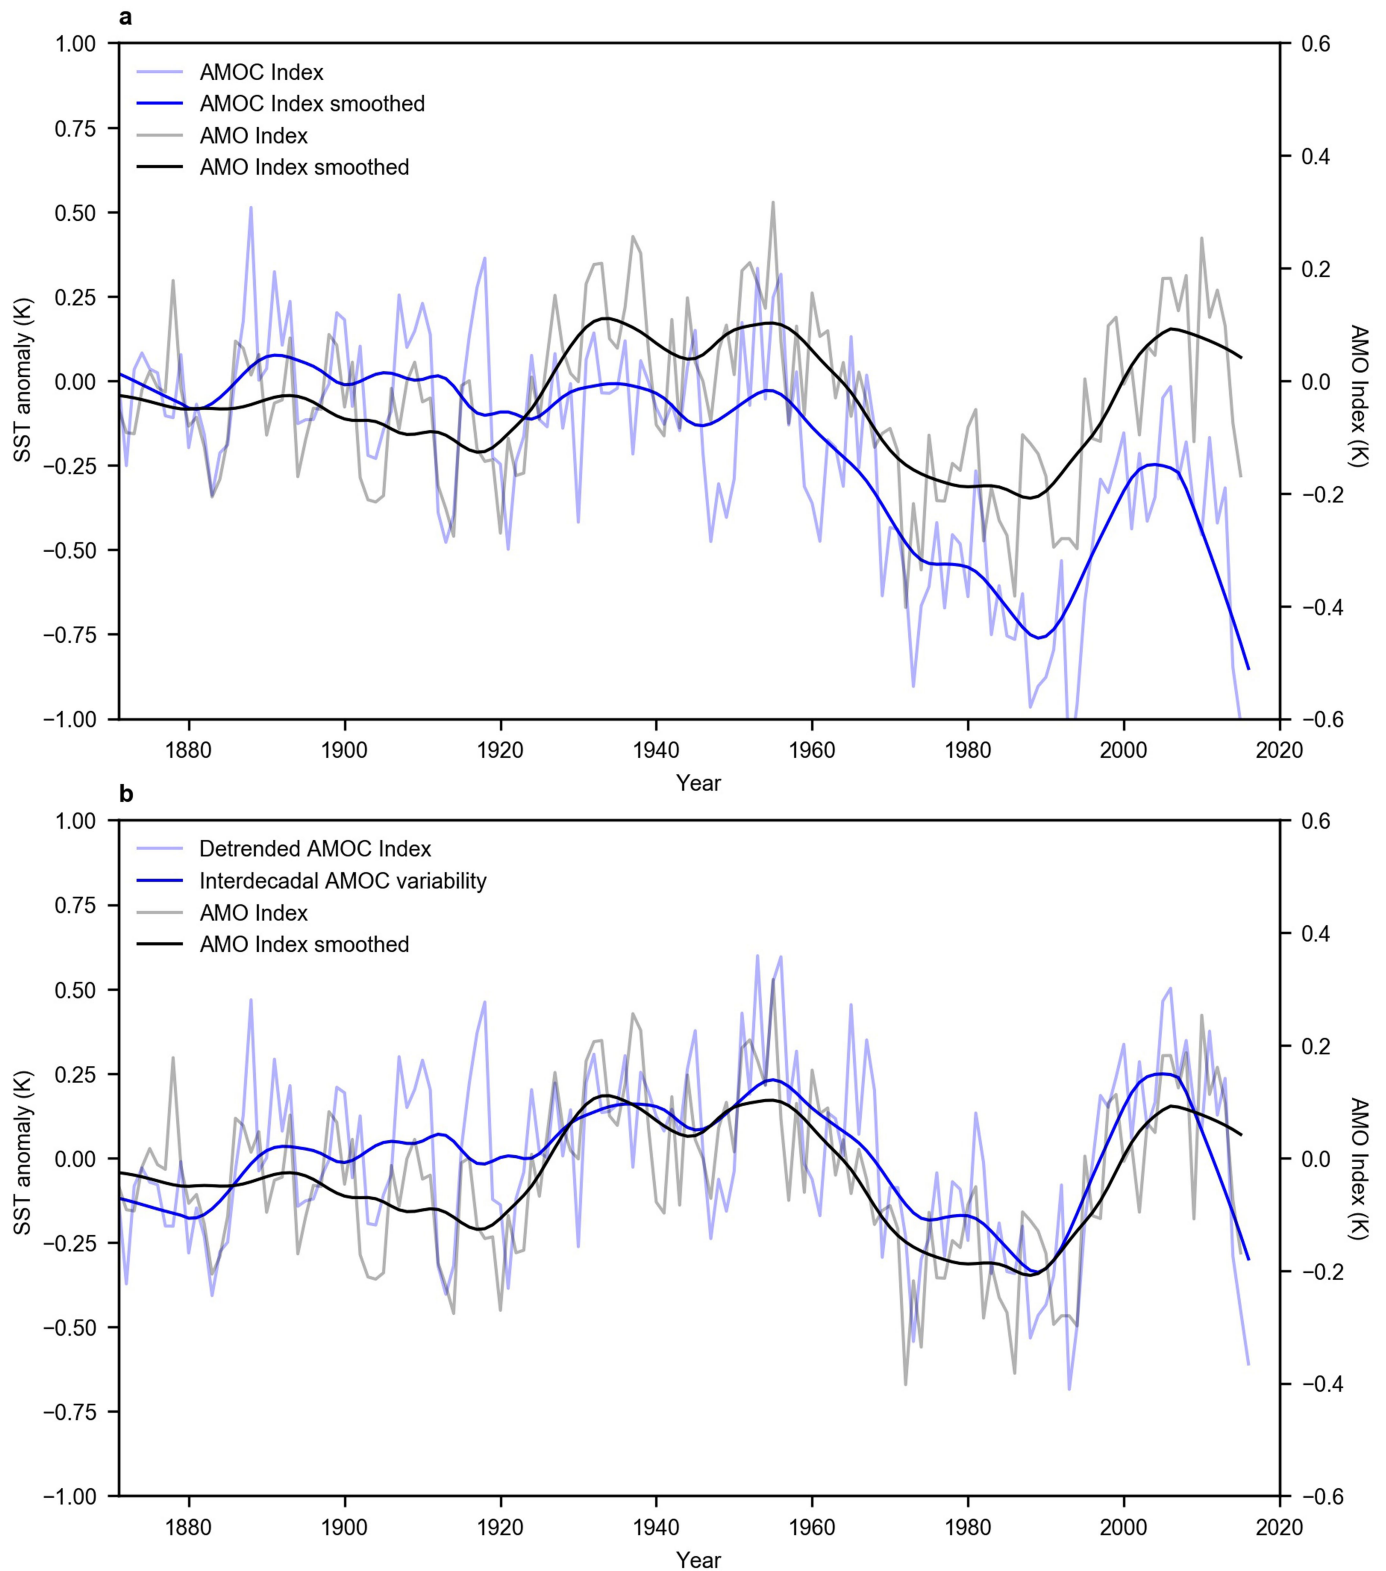 a
1.00
0.75
0.50
0.25
0.00
−0.25
−0.50
−0.75
−1.00
SST anomaly (K)
AMOC Index
AMOC Index smoothed
AMO Index
AMO Index smoothed
0.6
0.4
0.2
0.0
−0.2
−0.4
−0.6
AMO Index (K)
1880 1900 1920 1940 1960 1980 2000 2020
Year
b
1.00
0.75
0.50
0.25
0.00
−0.25
−0.50
−0.75
−1.00
SST anomaly (K)
Detrended AMOC Index
Interdecadal AMOC variability
AMO Index
AMO Index smoothed
0.6
0.4
0.2
0.0
−0.2
−0.4
−0.6
AMO Index (K)
1880 1900 1920 1940 1960 1980 2000 2020
Year